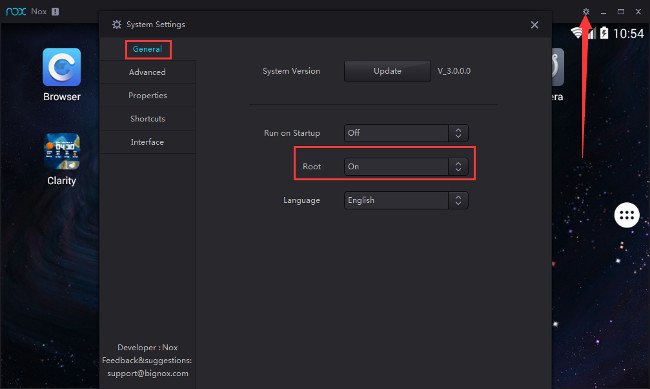 nox Nox
10:54
System Settings
General
Advanced
Properties
Shortcuts
Interface
System Version Update V_3.0.0.0
Run on Startup Off
Root On
Language English
Browser
Clarity
era
Developer : Nox
Feedback&suggestions:
support@bignox.com